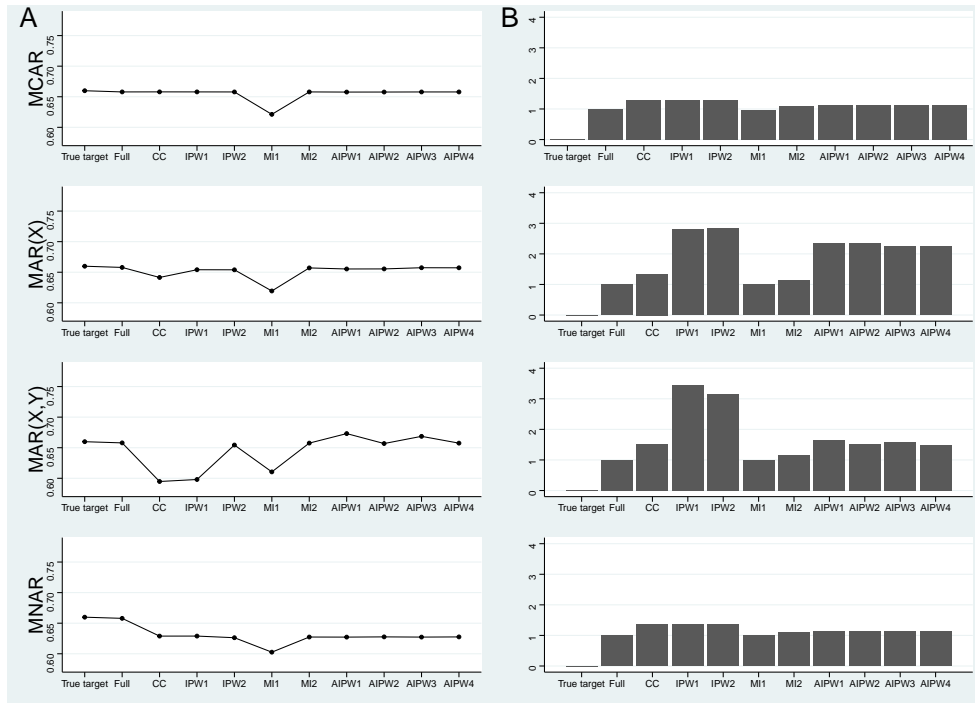 A
B
MCAR
0.60 0.65 0.70 0.75
True target Full CC IPW1 IPW2 MI1 MI2 AIPW1 AIPW2 AIPW3 AIPW4
0 1 2 3 4
True target Full CC IPW1 IPW2 MI1 MI2 AIPW1 AIPW2 AIPW3 AIPW4
MAR(X)
0.60 0.65 0.70 0.75
True target Full CC IPW1 IPW2 MI1 MI2 AIPW1 AIPW2 AIPW3 AIPW4
0 1 2 3 4
True target Full CC IPW1 IPW2 MI1 MI2 AIPW1 AIPW2 AIPW3 AIPW4
MAR(X,Y)
0.60 0.65 0.70 0.75
True target Full CC IPW1 IPW2 MI1 MI2 AIPW1 AIPW2 AIPW3 AIPW4
0 1 2 3 4
True target Full CC IPW1 IPW2 MI1 MI2 AIPW1 AIPW2 AIPW3 AIPW4
MNAR
0.60 0.65 0.70 0.75
True target Full CC IPW1 IPW2 MI1 MI2 AIPW1 AIPW2 AIPW3 AIPW4
0 1 2 3 4
True target Full CC IPW1 IPW2 MI1 MI2 AIPW1 AIPW2 AIPW3 AIPW4